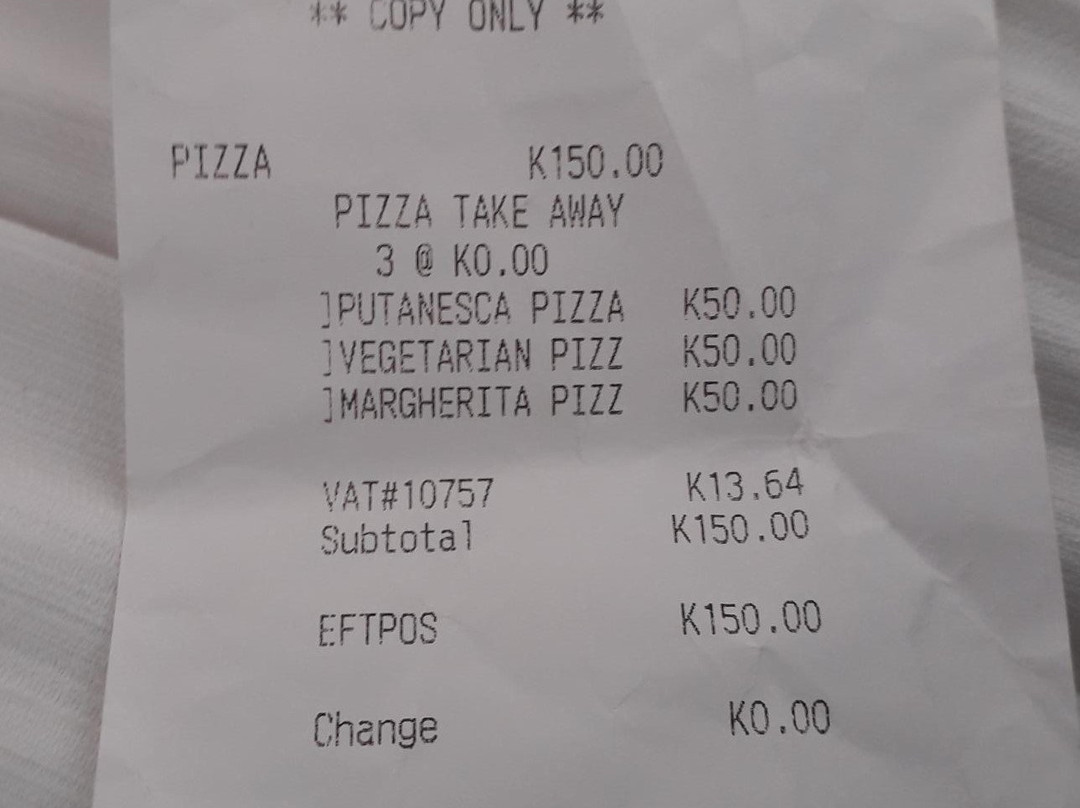 ** COPY ONLY **
PIZZA K150.00
PIZZA TAKE AWAY
3 @ K0.00
]PUTANESCA PIZZA K50.00
]VEGETARIAN PIZZ K50.00
]MARGHERITA PIZZ K50.00
VAT#10757 K13.64
Subtotal K150.00
EFTPOS K150.00
Change K0.00